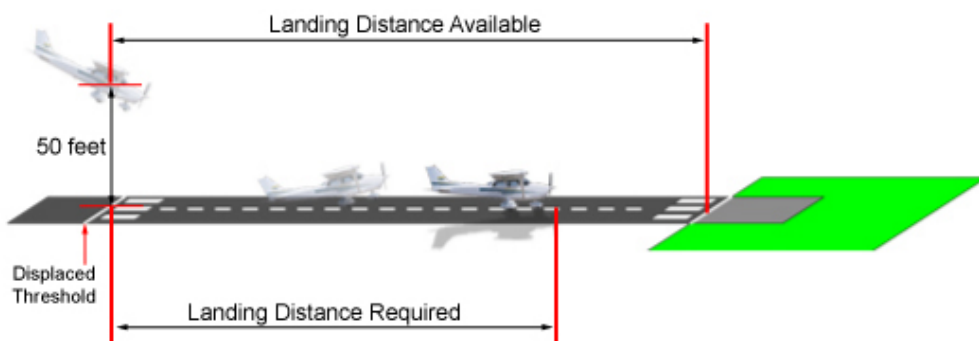 Landing Distance Available
50 feet
Displaced
Threshold
Landing Distance Required